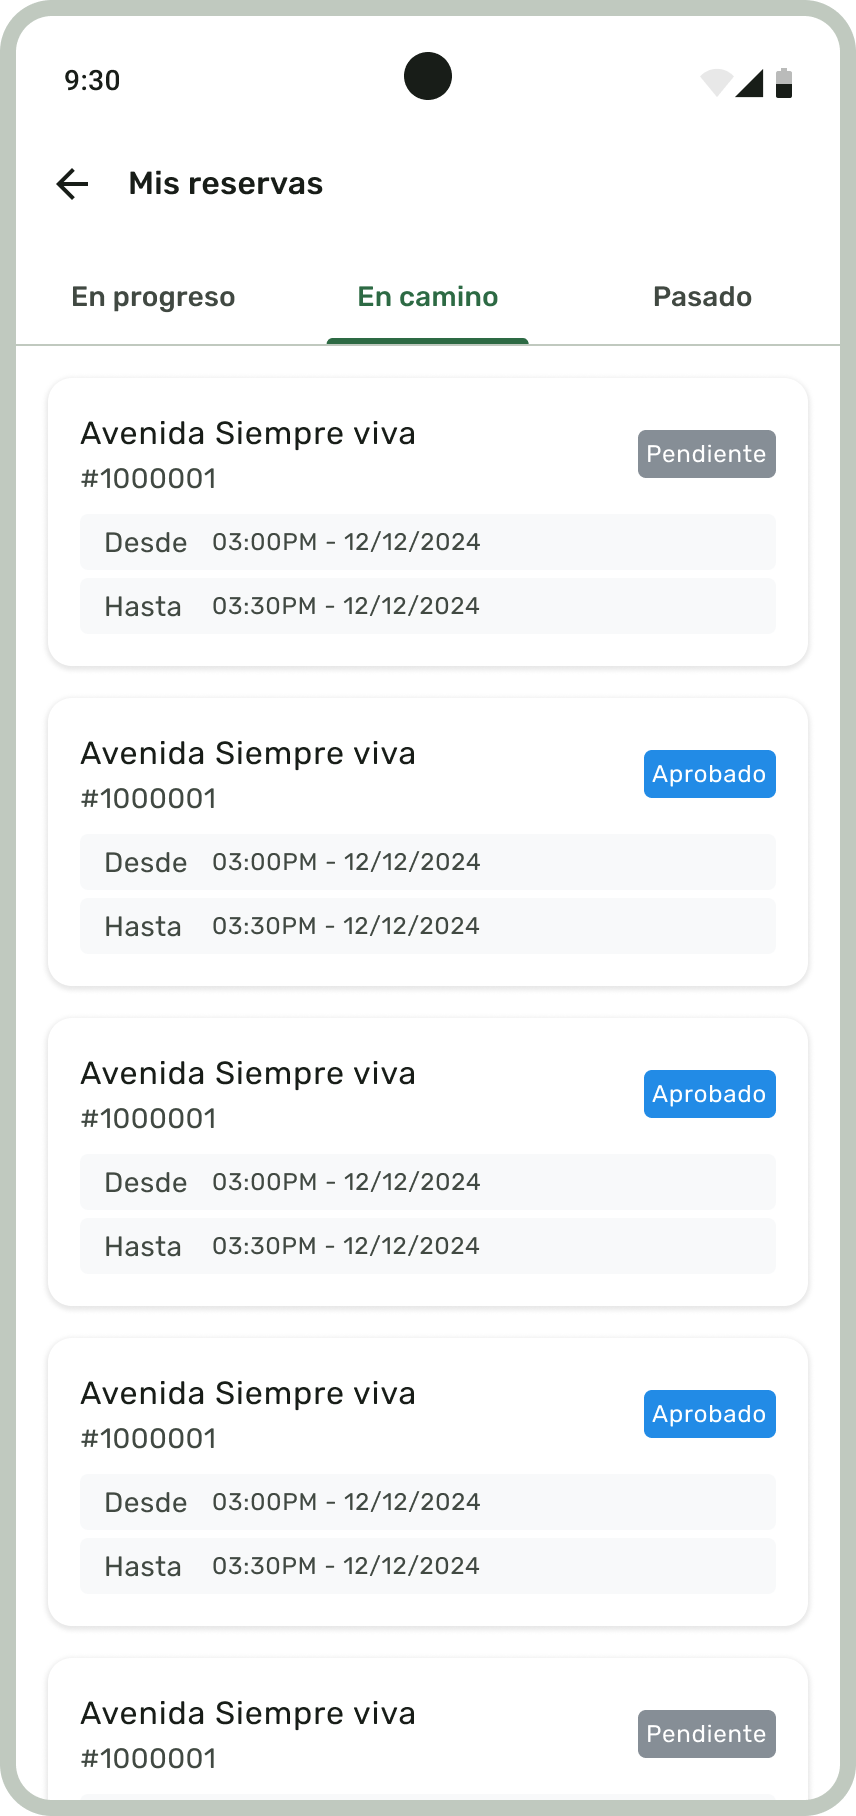 9:30
Mis reservas
En progreso En camino Pasado
Avenida Siempre viva
Pendiente
#1000001
Desde 03:00PM - 12/12/2024
Hasta 03:30PM - 12/12/2024
Avenida Siempre viva
Aprobado
#1000001
Desde 03:00PM - 12/12/2024
Hasta 03:30PM - 12/12/2024
Avenida Siempre viva
Aprobado
#1000001
Desde 03:00PM - 12/12/2024
Hasta 03:30PM - 12/12/2024
Avenida Siempre viva
Aprobado
#1000001
Desde 03:00PM - 12/12/2024
Hasta 03:30PM - 12/12/2024
Avenida Siempre viva
Pendiente
#1000001